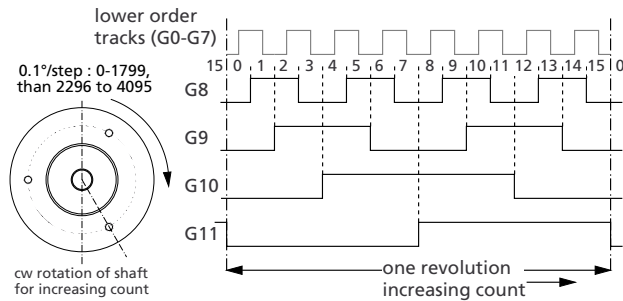 lower order
tracks (G0-G7)
0.1°/step : 0-1799,
than 2296 to 4095
15 0 1 2 3 4 5 6 7 8 9 10 11 12 13 14 15 0
G8
G9
G10
G11
cw rotation of shaft
for increasing count
one revolution
increasing count